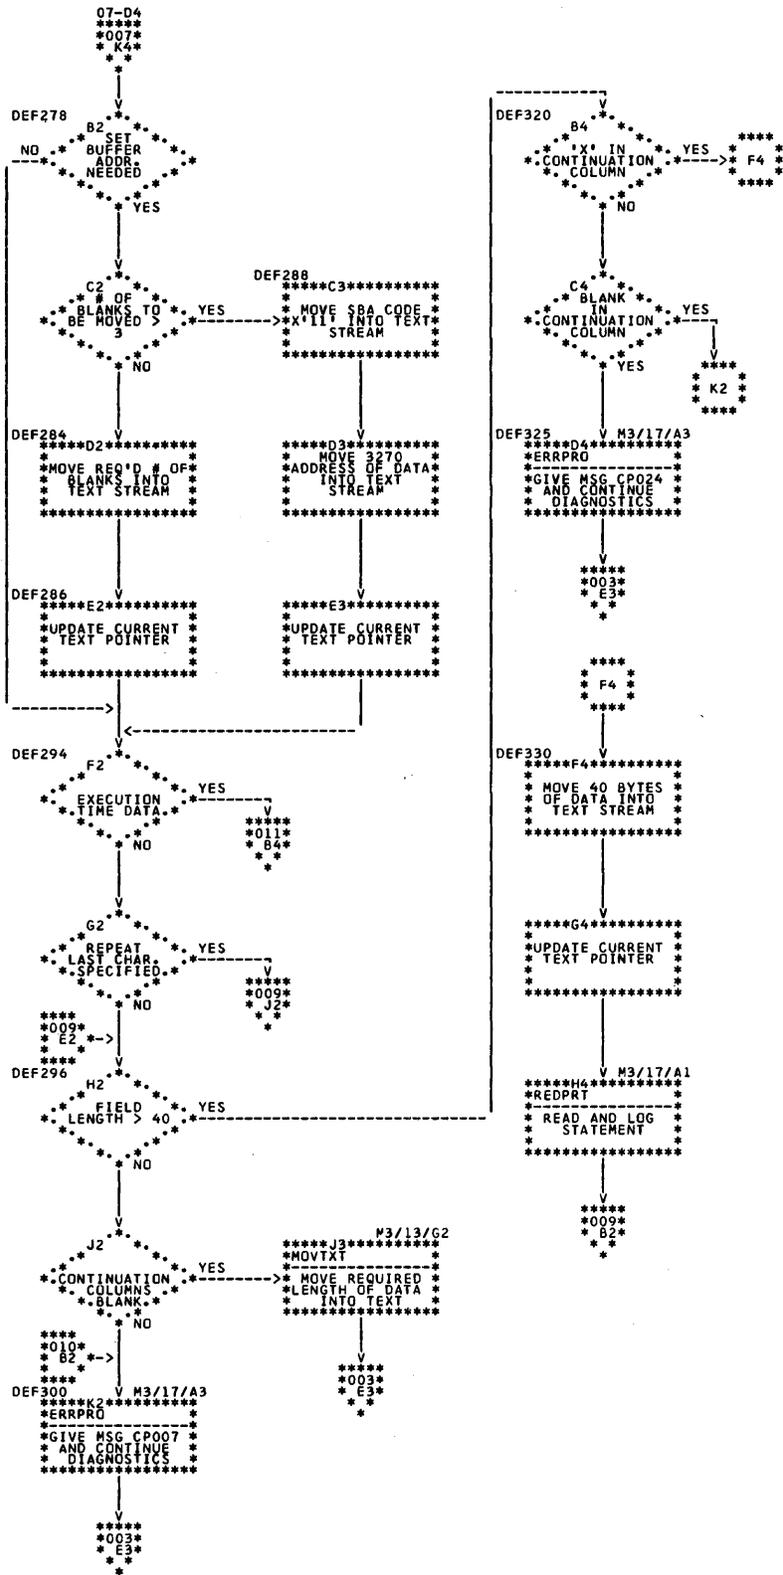 07-D4
*007*
K4*
DEF278
B2
SET
BUFFER
ADDR.
NEEDED
NO
YES
C2
# OF
BLANKS TO
BE MOVED >
3
YES
NO
DEF288
C3
MOVE SBA CODE
X'11' INTO TEXT
STREAM
DEF284
D2
MOVE REQ'D # OF
BLANKS INTO
TEXT STREAM
D3
MOVE 3270
ADDRESS OF DATA
INTO TEXT
STREAM
DEF286
E2
UPDATE CURRENT
TEXT POINTER
E3
UPDATE CURRENT
TEXT POINTER
DEF294
F2
EXECUTION
TIME DATA
YES
NO
*011*
B4*
G2
REPEAT
LAST CHAR.
SPECIFIED
YES
NO
*009*
J2*
*009*
E2 *->
DEF296
H2
FIELD
LENGTH > 40
YES
NO
J2
CONTINUATION
COLUMNS
BLANK
YES
NO
M3/13/G2
J3
MOVTXT
MOVE REQUIRED
LENGTH OF DATA
INTO TEXT
*003*
E3*
*010*
B2 *->
DEF300
M3/17/A3
K2
ERRPRO
GIVE MSG CP007
AND CONTINUE
DIAGNOSTICS
*003*
E3*
DEF320
B4
'X' IN
CONTINUATION
COLUMN
YES
F4
NO
C4
BLANK
IN
CONTINUATION
COLUMN
YES
K2
YES
DEF325
M3/17/A3
D4
ERRPRO
GIVE MSG CP024
AND CONTINUE
DIAGNOSTICS
*003*
E3*
F4
DEF330
F4
MOVE 40 BYTES
OF DATA INTO
TEXT STREAM
G4
UPDATE CURRENT
TEXT POINTER
M3/17/A1
H4
REDPRT
READ AND LOG
STATEMENT
*009*
B2*